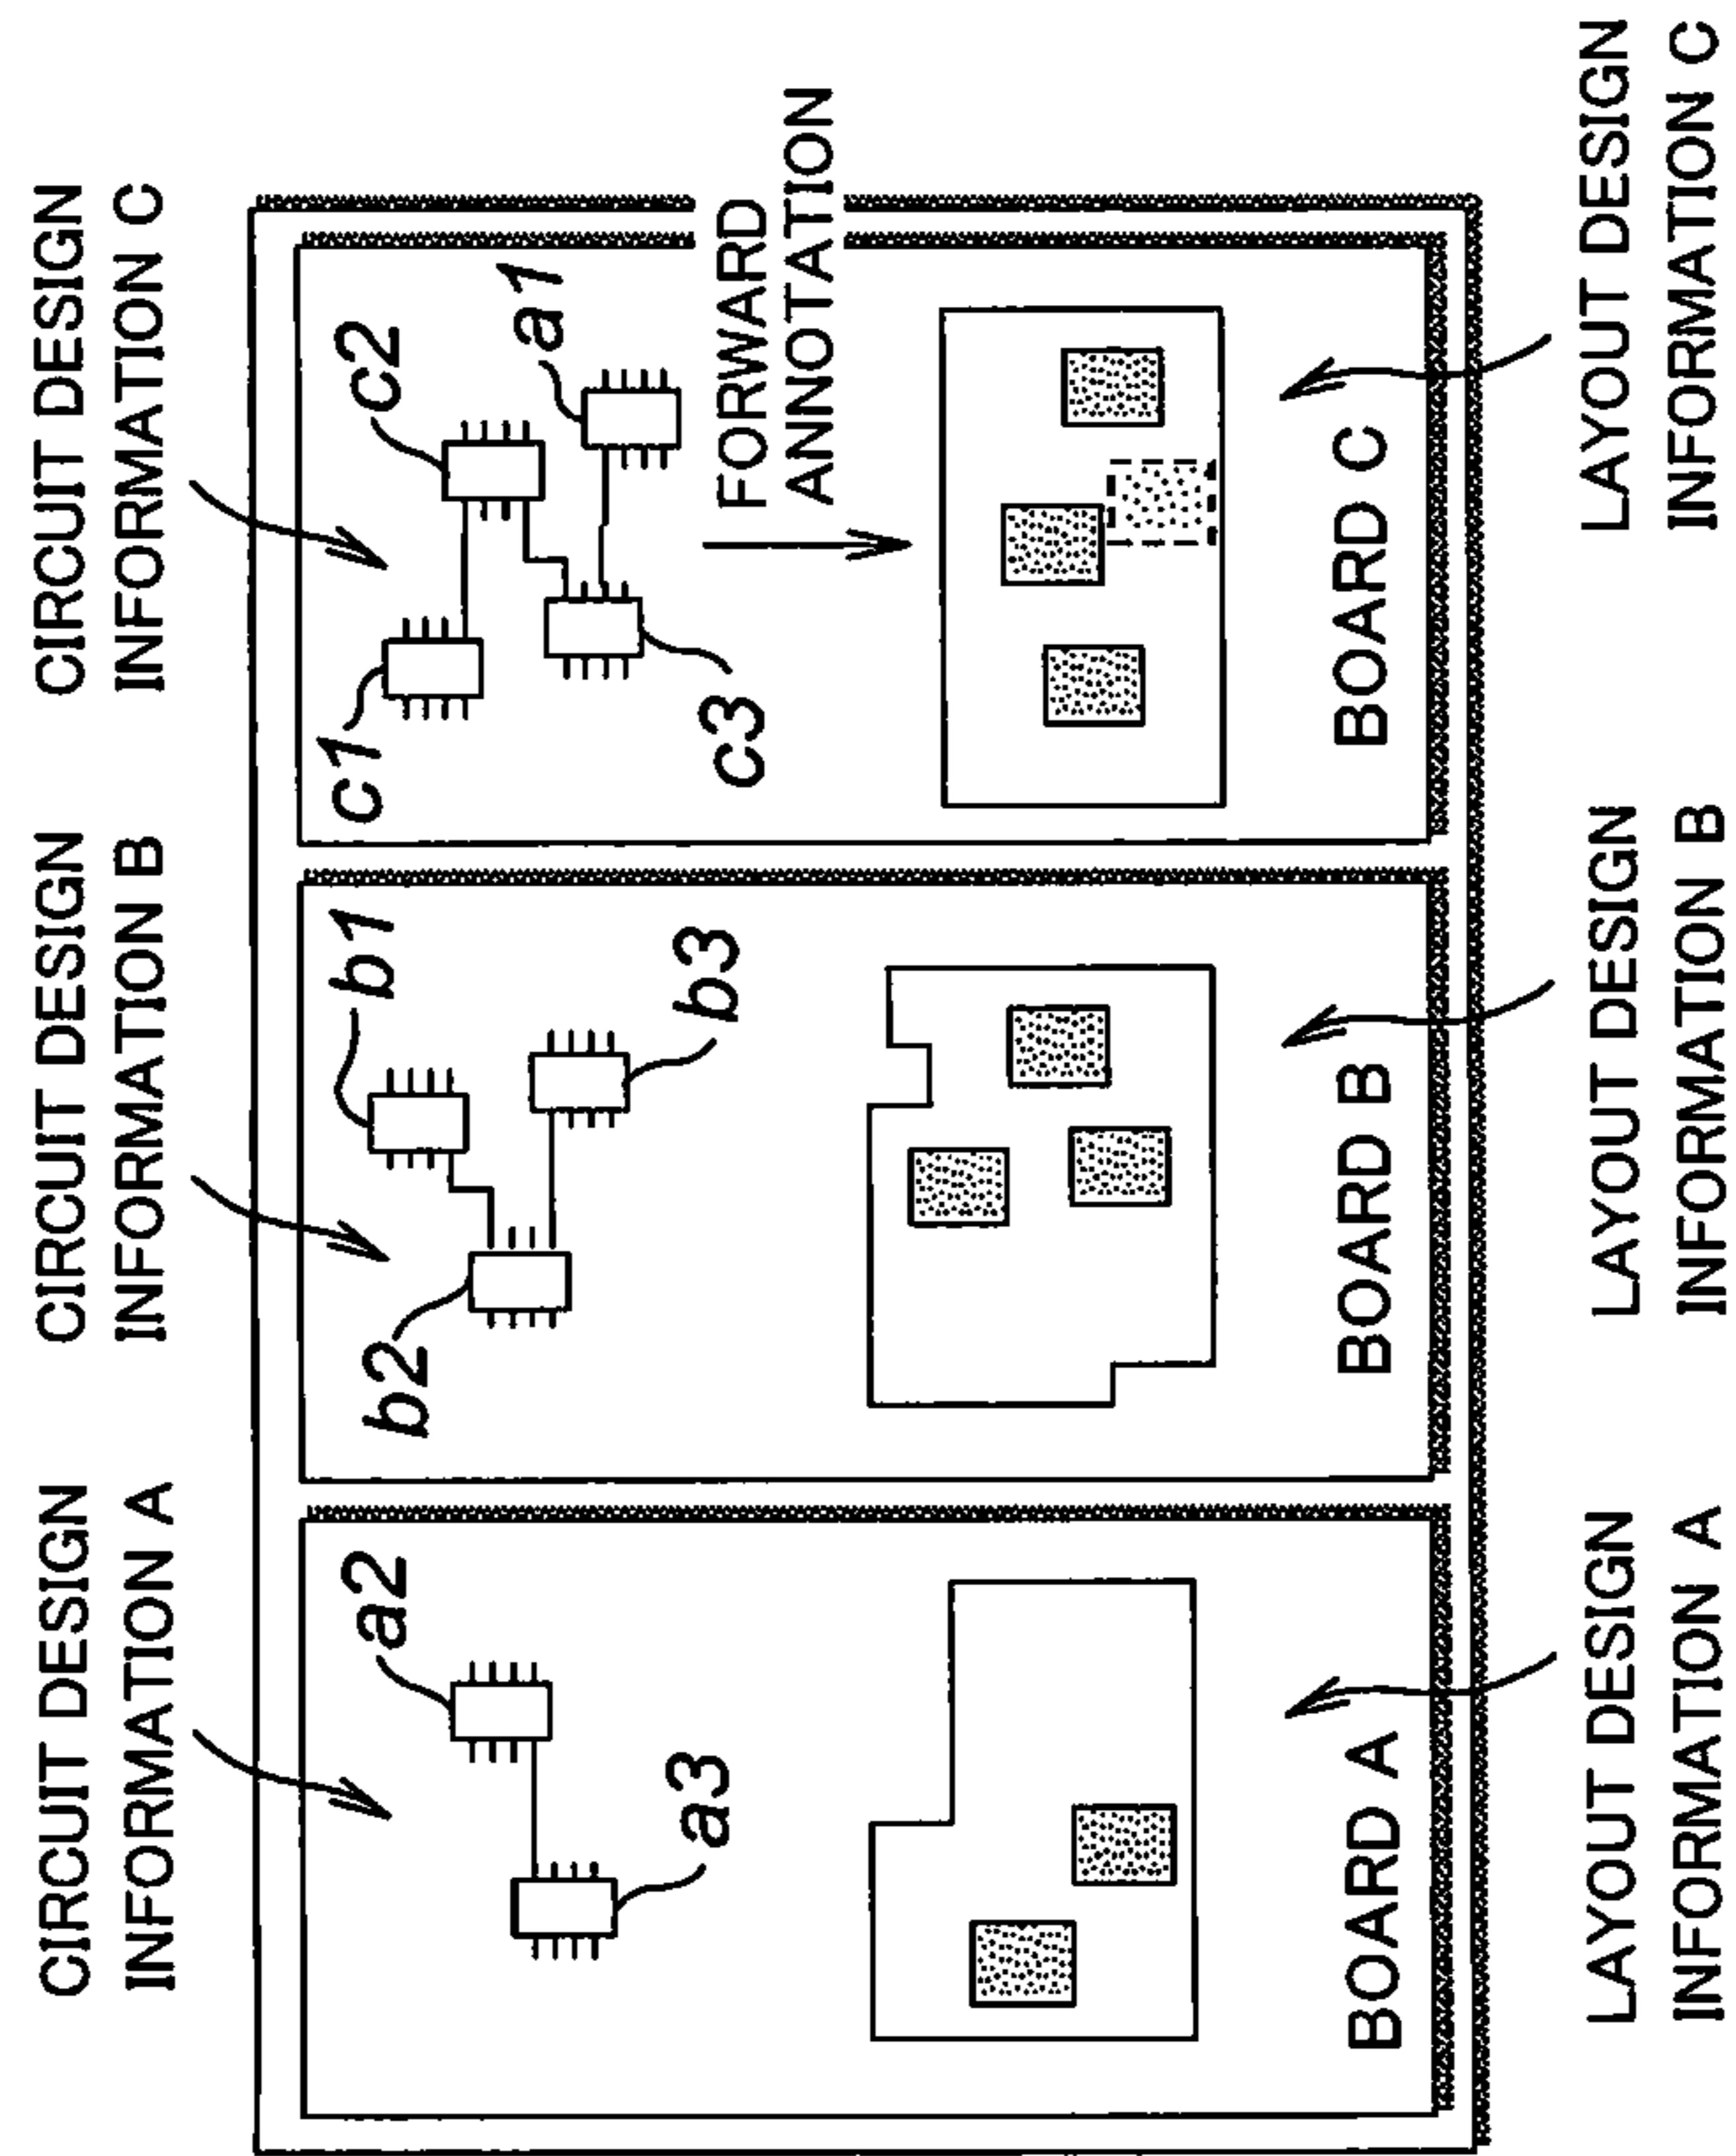 CIRCUIT DESIGN
INFORMATION A
CIRCUIT DESIGN
INFORMATION B
CIRCUIT DESIGN
INFORMATION C
a2
a3
b1
b2
b3
c1
c2
a1
c3
FORWARD
ANNOTATION
BOARD A
BOARD B
BOARD C
LAYOUT DESIGN
INFORMATION A
LAYOUT DESIGN
INFORMATION B
LAYOUT DESIGN
INFORMATION C